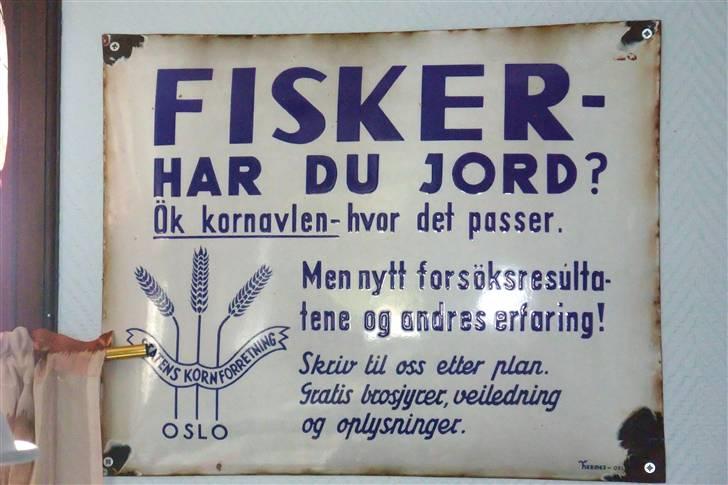 FISKER-
HAR DU JORD?
Ök kornavlen- hvor det passer.
Men nytt forsöksresulta-
tene og andres erfaring!
Skriv til oss etter plan.
Gratis brosjyrer, veiledning
og oplysninger.
STATENS KORNFORRETNING
OSLO